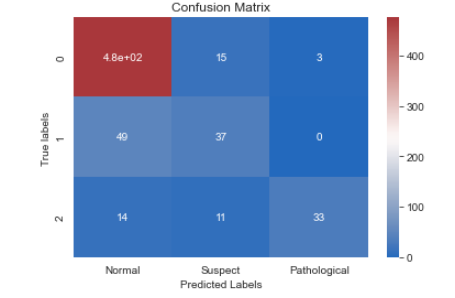 Confusion Matrix
0 4.8e+02 15 3
1 49 37 0
2 14 11 33
True labels
Normal Suspect Pathological
Predicted Labels
400
300
200
100
0